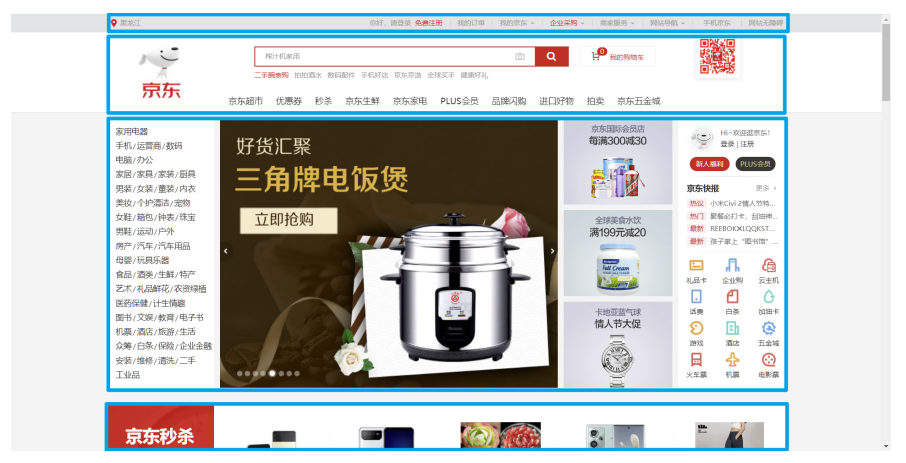 黑龙江
你好，请登录 免费注册 | 我的订单 | 我的京东 | 企业采购 | 商家服务 | 网站导航 | 手机京东 | 网站无障碍
京东
榨汁机家用
0
我的购物车
二手腕表购 拍拍酒水 数码配件 手机好店 京东京造 全球买手 健康好礼
京东超市 优惠券 秒杀 京东生鲜 京东家电 PLUS会员 品牌闪购 进口好物 拍卖 京东五金城
家用电器
手机/运营商/数码
电脑/办公
家居/家具/家装/厨具
男装/女装/童装/内衣
美妆/个护清洁/宠物
女鞋/箱包/钟表/珠宝
男鞋/运动/户外
房产/汽车/汽车用品
母婴/玩具乐器
食品/酒类/生鲜/特产
艺术/礼品鲜花/农资绿植
医药保健/计生情趣
图书/文娱/教育/电子书
机票/酒店/旅游/生活
众筹/白条/保险/企业金融
安装/维修/清洗/二手
工业品
好货汇聚
三角牌电饭煲
立即抢购
京东国际会员店
每满300减30
全球美食水饮
满199元减20
Full Cream
卡地亚蓝气球
情人节大促
Hi~欢迎逛京东!
登录 | 注册
新人福利
PLUS会员
京东快报
更多 >
热议 小米Civi 2情人节特...
热门 聚餐必打卡、刮油神...
最新 REEBOK✕LQQKST...
最新 孩子掌上 "图书馆" ...
礼品卡 企业购 云主机
话费 白条 加油卡
游戏 酒店 五金城
火车票 机票 电影票
京东秒杀